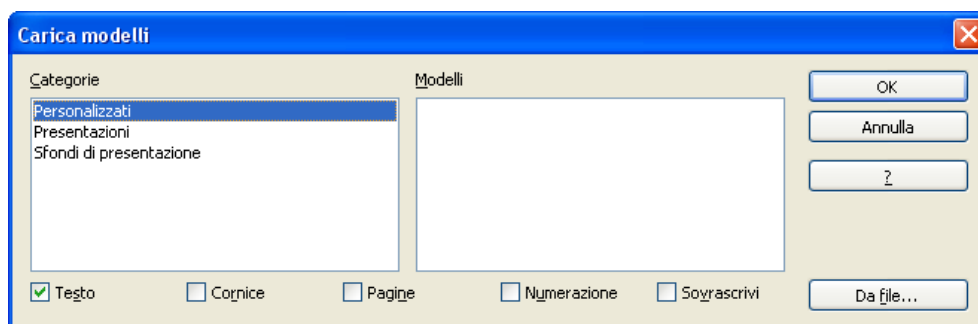 Carica modelli
Categorie
Modelli
Personalizzati
Presentazioni
Sfondi di presentazione
OK
Annulla
?
Testo
Cornice
Pagine
Numerazione
Sovrascrivi
Da file...